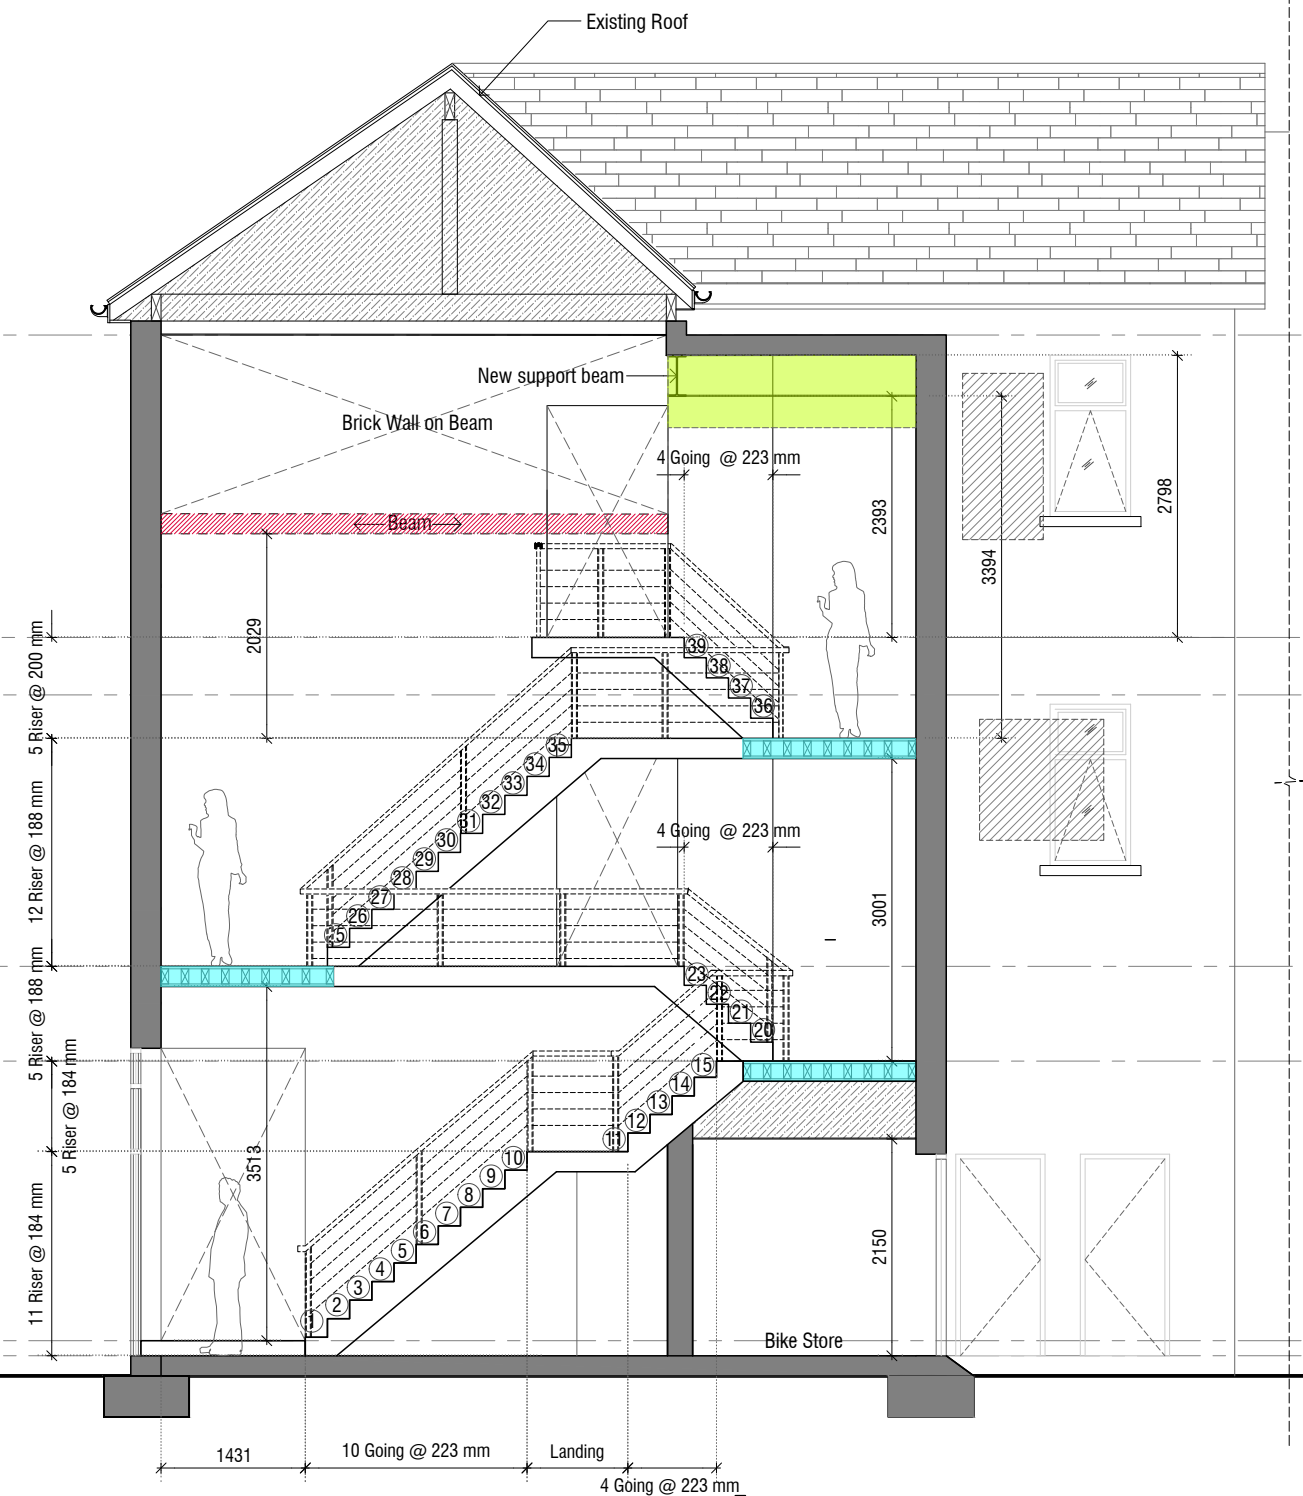 Existing Roof
New support beam
Brick Wall on Beam
4 Going @ 223 mm
2798
2393
3394
Beam
2029
5 Riser @ 200 mm
39
38
37
36
35
34
33
32
31
30
29
28
27
26
25
12 Riser @ 188 mm
4 Going @ 223 mm
3001
23
22
21
20
5 Riser @ 188 mm
5 Riser @ 184 mm
15
14
13
12
11
10
9
8
7
6
5
4
3
2
1
3513
2150
11 Riser @ 184 mm
Bike Store
1431
10 Going @ 223 mm
Landing
4 Going @ 223 mm